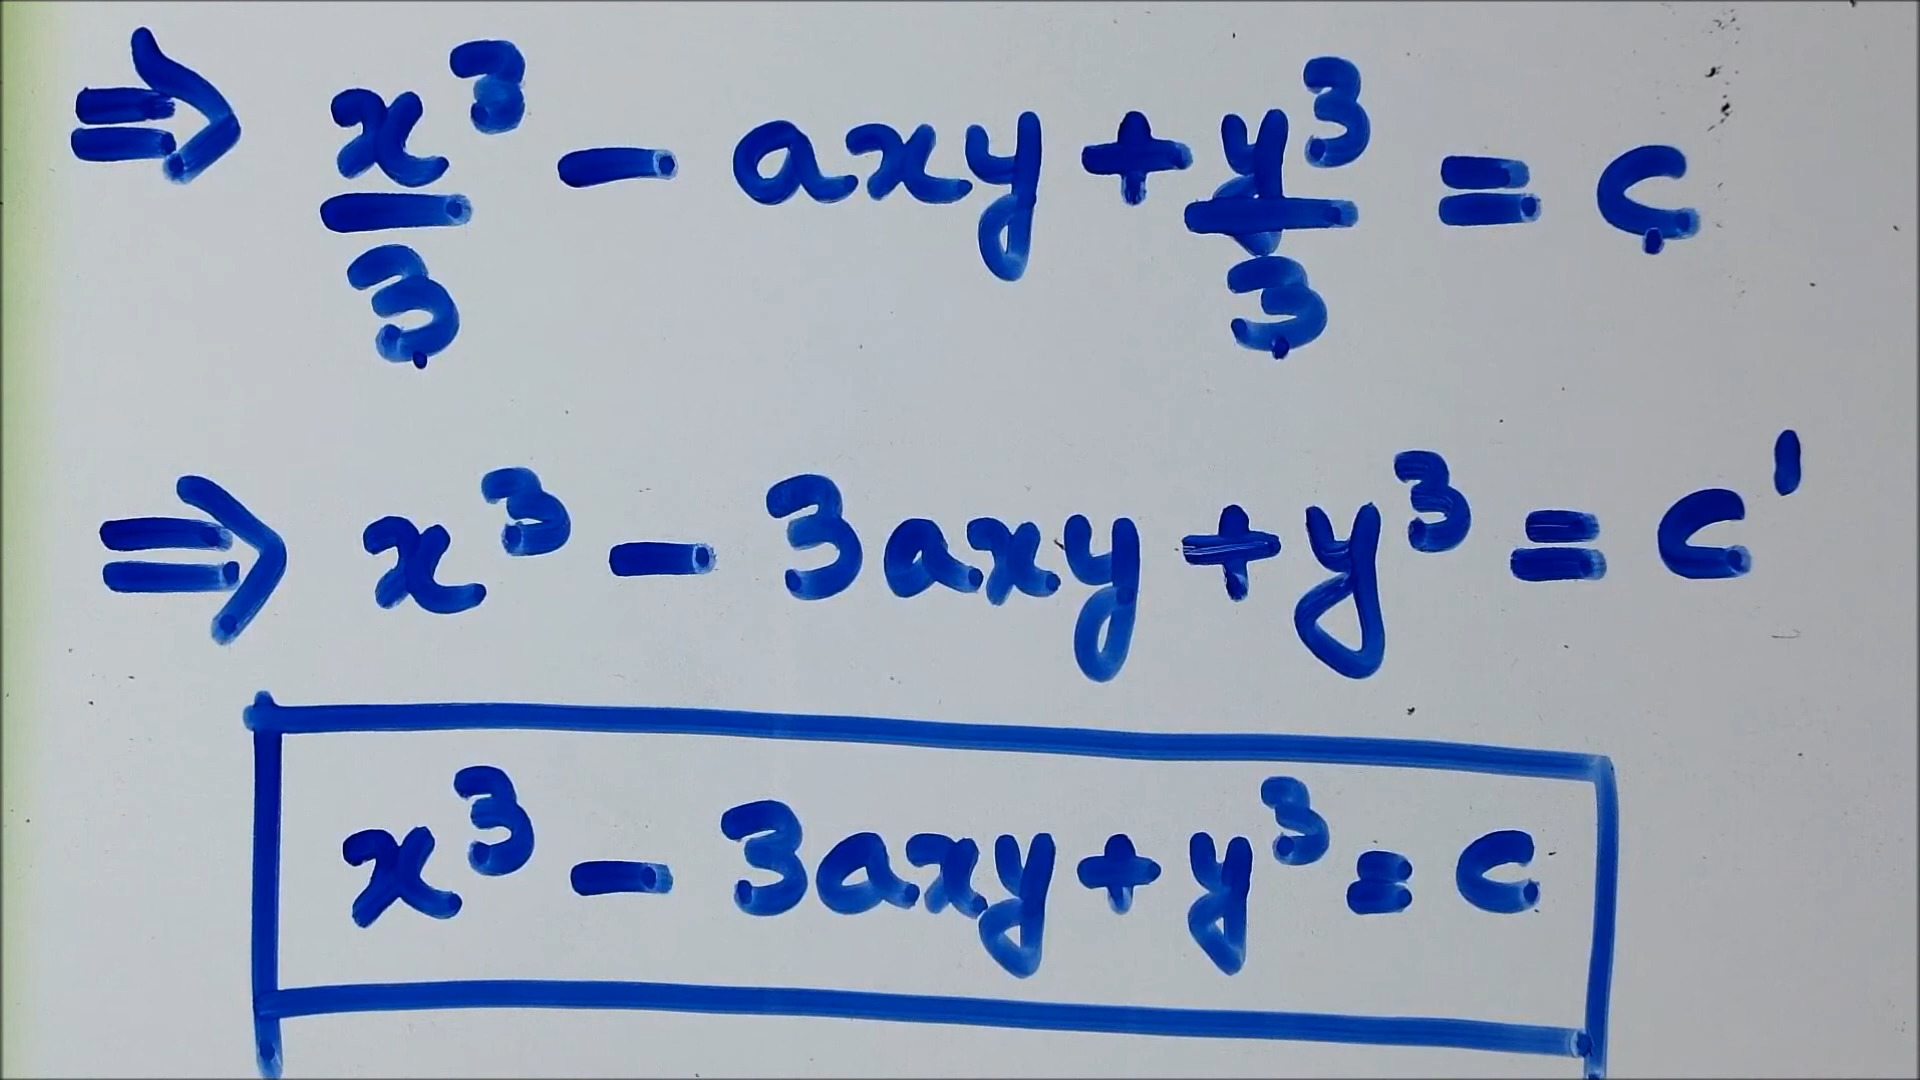 ⇒ x³/3 - axy + y³/3 = c
⇒ x³ - 3axy + y³ = c'
x³ - 3axy + y³ = c